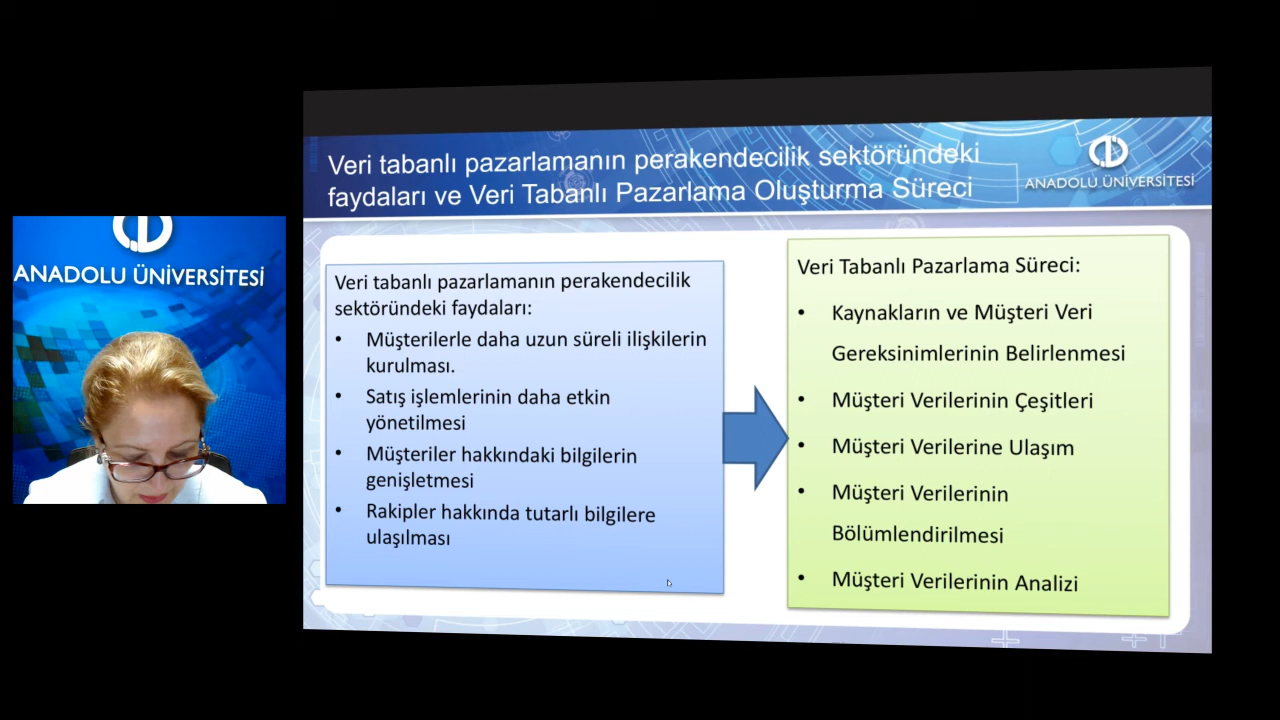 ANADOLU ÜNİVERSİTESİ
Veri tabanlı pazarlamanın perakendecilik sektöründeki
faydaları ve Veri Tabanlı Pazarlama Oluşturma Süreci
ANADOLU ÜNİVERSİTESİ
Veri tabanlı pazarlamanın perakendecilik
sektöründeki faydaları:
• Müşterilerle daha uzun süreli ilişkilerin
kurulması.
• Satış işlemlerinin daha etkin
yönetilmesi
• Müşteriler hakkındaki bilgilerin
genişletmesi
• Rakipler hakkında tutarlı bilgilere
ulaşılması
Veri Tabanlı Pazarlama Süreci:
• Kaynakların ve Müşteri Veri
Gereksinimlerinin Belirlenmesi
• Müşteri Verilerinin Çeşitleri
• Müşteri Verilerine Ulaşım
• Müşteri Verilerinin
Bölümlendirilmesi
• Müşteri Verilerinin Analizi